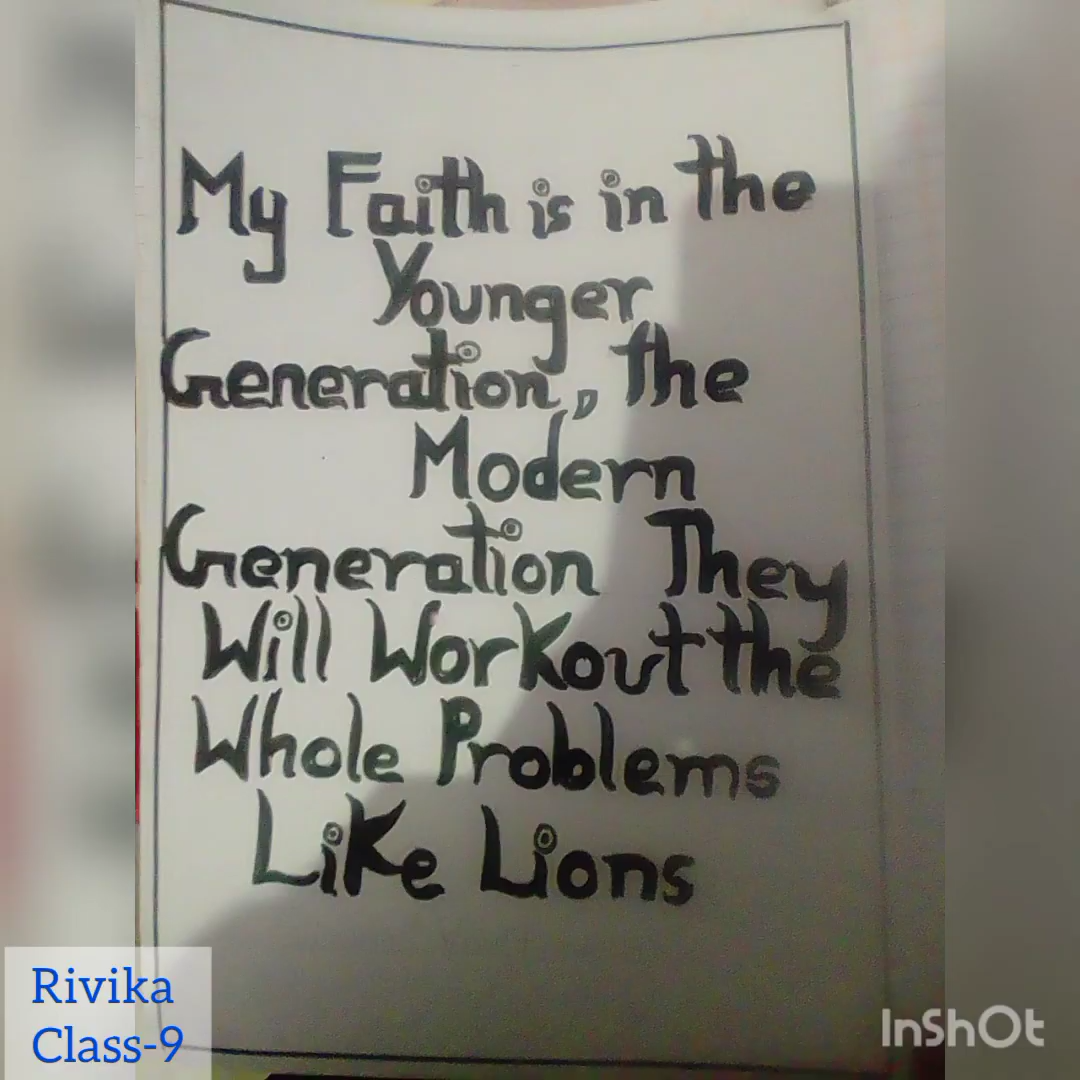 My Faith is in the
Younger
Generation, the
Modern
Generation They
Will Workout the
Whole Problems
Like Lions
Rivika
Class-9
InShOt